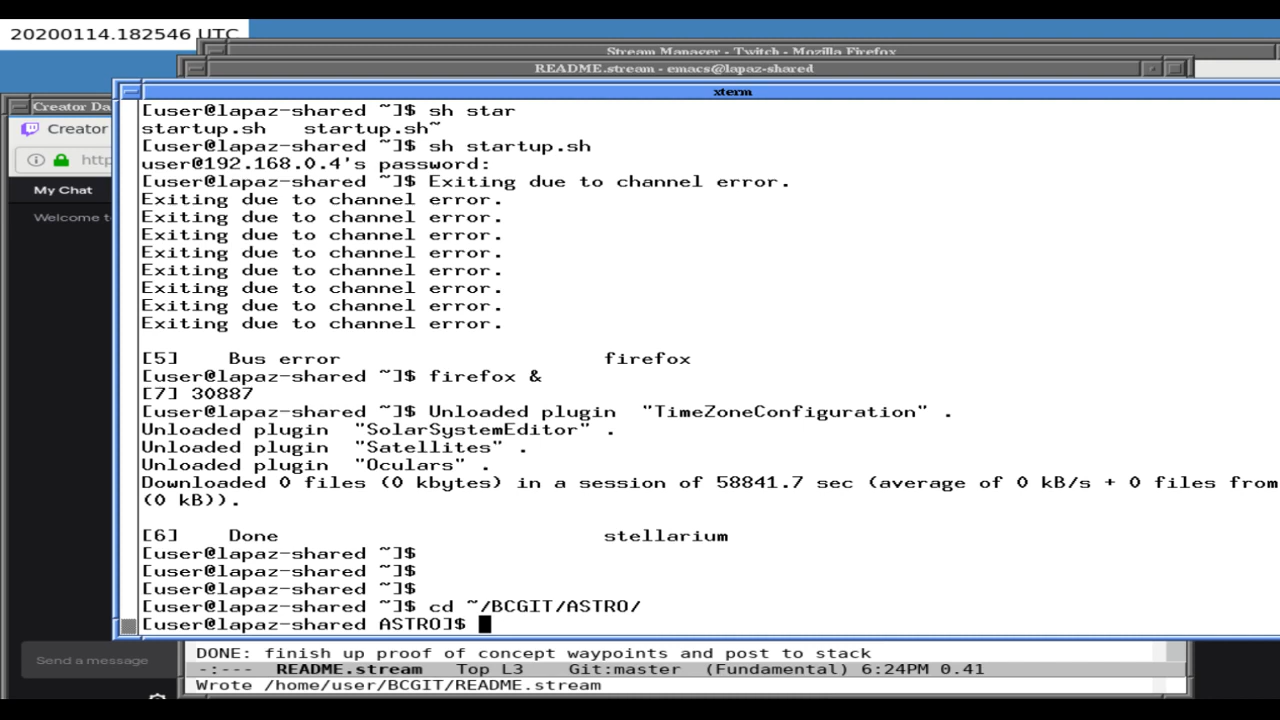 20200114.182546 UTC
Stream Manager - Twitch - Mozilla Firefox
README.stream - emacs@lapaz-shared
xterm
Creator Da
Creator
http
My Chat
Welcome to
Send a message
[user@lapaz-shared ~]$ sh star
startup.sh   startup.sh~
[user@lapaz-shared ~]$ sh startup.sh
user@192.168.0.4's password:
[user@lapaz-shared ~]$ Exiting due to channel error.
Exiting due to channel error.
Exiting due to channel error.
Exiting due to channel error.
Exiting due to channel error.
Exiting due to channel error.
Exiting due to channel error.
Exiting due to channel error.
Exiting due to channel error.
[5]    Bus error                     firefox
[user@lapaz-shared ~]$ firefox &
[7] 30887
[user@lapaz-shared ~]$ Unloaded plugin  "TimeZoneConfiguration" .
Unloaded plugin  "SolarSystemEditor" .
Unloaded plugin  "Satellites" .
Unloaded plugin  "Oculars" .
Downloaded 0 files (0 kbytes) in a session of 58841.7 sec (average of 0 kB/s + 0 files from
(0 kB)).
[6]    Done                          stellarium
[user@lapaz-shared ~]$
[user@lapaz-shared ~]$
[user@lapaz-shared ~]$
[user@lapaz-shared ~]$ cd ~/BCGIT/ASTRO/
[user@lapaz-shared ASTRO]$
DONE: finish up proof of concept waypoints and post to stack
-:---  README.stream   Top L3    Git:master  (Fundamental) 6:24PM 0.41
Wrote /home/user/BCGIT/README.stream